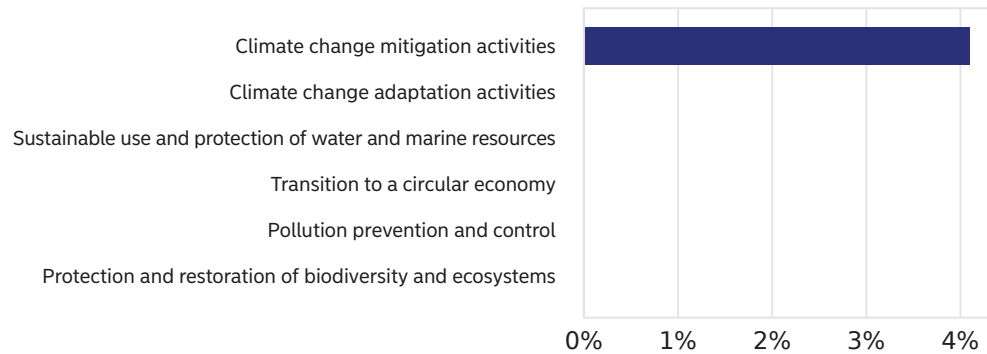 Climate change mitigation activities
Climate change adaptation activities
Sustainable use and protection of water and marine resources
Transition to a circular economy
Pollution prevention and control
Protection and restoration of biodiversity and ecosystems
0% 1% 2% 3% 4%